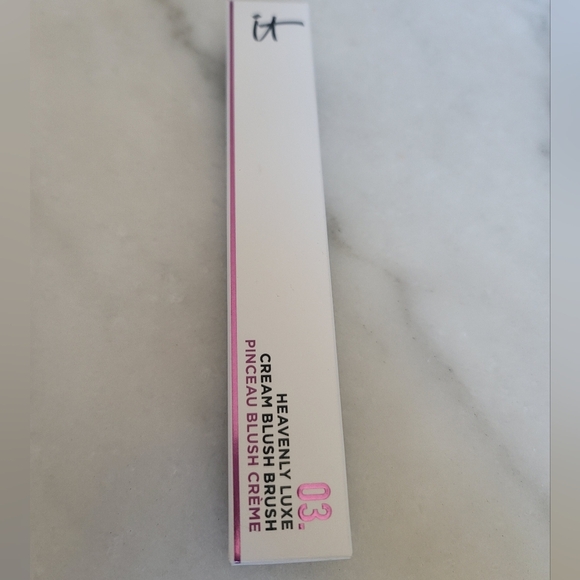 it
03.
HEAVENLY LUXE
CREAM BLUSH BRUSH
PINCEAU BLUSH CRÈME